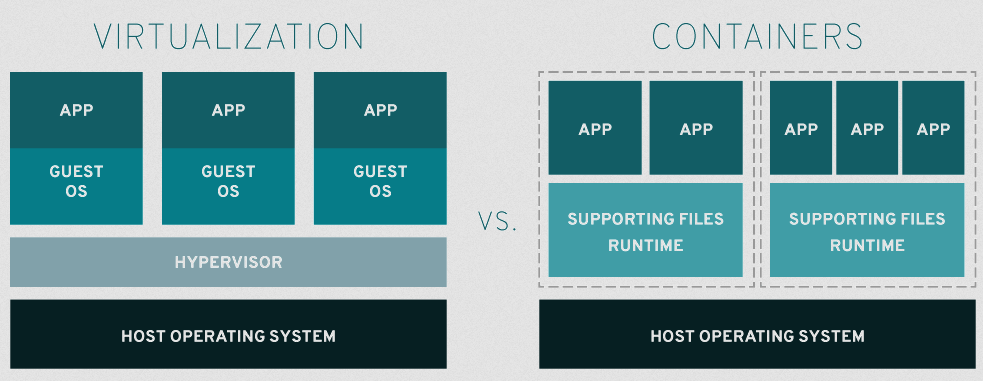 VIRTUALIZATION
APP
GUEST
OS
APP
GUEST
OS
APP
GUEST
OS
HYPERVISOR
HOST OPERATING SYSTEM
VS.
CONTAINERS
APP
APP
SUPPORTING FILES
RUNTIME
APP
APP
APP
SUPPORTING FILES
RUNTIME
HOST OPERATING SYSTEM